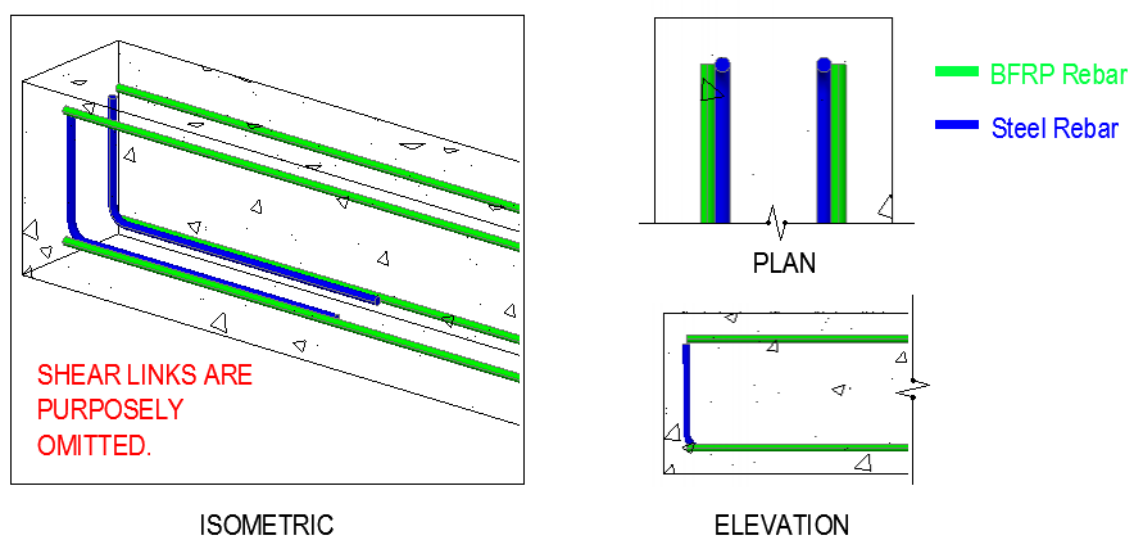 SHEAR LINKS ARE
PURPOSELY
OMITTED.
ISOMETRIC
BFRP Rebar
Steel Rebar
PLAN
ELEVATION